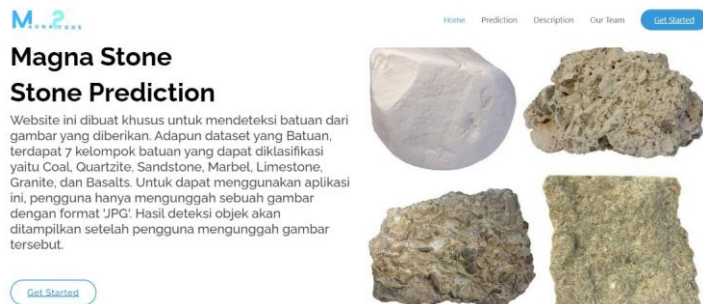 M 2
MAGNASTONE
Home Prediction Description Our Team Get Started
Magna Stone
Stone Prediction
Website ini dibuat khusus untuk mendeteksi batuan dari
gambar yang diberikan. Adapun dataset yang Batuan,
terdapat 7 kelompok batuan yang dapat diklasifikasi
yaitu Coal, Quartzite, Sandstone, Marbel, Limestone,
Granite, dan Basalts. Untuk dapat menggunakan aplikasi
ini, pengguna hanya mengunggah sebuah gambar
dengan format 'JPG'. Hasil deteksi objek akan
ditampilkan setelah pengguna mengunggah gambar
tersebut.
Get Started